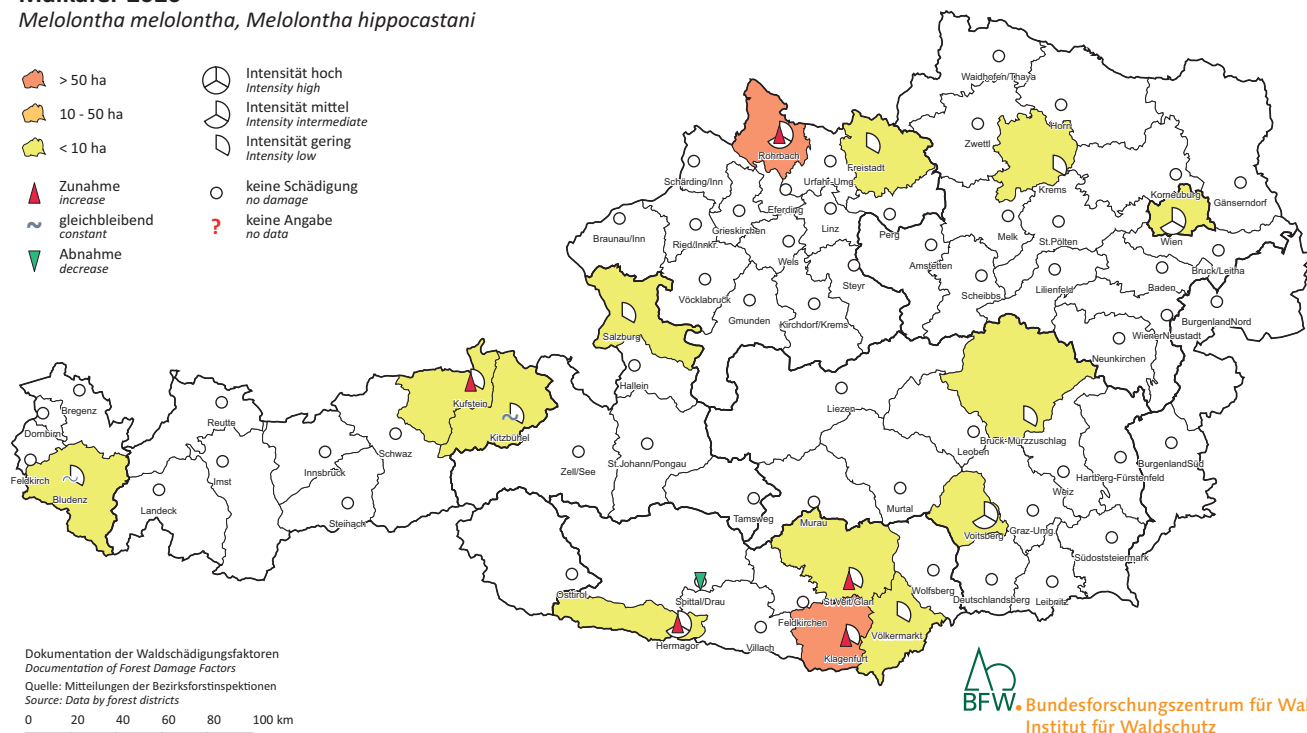 Melolontha melolontha, Melolontha hippocastani
> 50 ha
10 - 50 ha
< 10 ha
Zunahme
increase
~ gleichbleibend
constant
Abnahme
decrease
Intensität hoch
Intensity high
Intensität mittel
Intensity intermediate
Intensität gering
Intensity low
keine Schädigung
no damage
? keine Angabe
no data
Waidhofen/Thaya
Horn
Zwettl
Krems
Rohrbach
Freistadt
Schärding/Inn
Urfahr-Umg.
Korneuburg
Gänserndorf
Eferding
Grieskirchen
Linz
Perg
Melk
St.Pölten
Wien
Braunau/Inn
Ried/Innkr.
Wels
Amstetten
Bruck/Leitha
Steyr
Scheibbs
Lilienfeld
Baden
Vöcklabruck
Gmunden
Kirchdorf/Krems
BurgenlandNord
Salzburg
WienerNeustadt
Neunkirchen
Hallein
Kufstein
Liezen
Bregenz
Reutte
Dornbirn
Kitzbühel
Bruck-Mürzzuschlag
Schwaz
Leoben
Innsbruck
Zell/See
St.Johann/Pongau
BurgenlandSüd
Feldkirch
Imst
Hartberg-Fürstenfeld
Bludenz
Weiz
Landeck
Steinach
Tamsweg
Murau
Murtal
Graz-Umg.
Voitsberg
Südoststeiermark
Osttirol
Spittal/Drau
St.Veit/Glan
Wolfsberg
Deutschlandsberg
Leibnitz
Feldkirchen
Völkermarkt
Hermagor
Villach
Klagenfurt
Dokumentation der Waldschädigungsfaktoren
Documentation of Forest Damage Factors
Quelle: Mitteilungen der Bezirksforstinspektionen
Source: Data by forest districts
0 20 40 60 80 100 km
BFW
Bundesforschungszentrum für Wal
Institut für Waldschutz